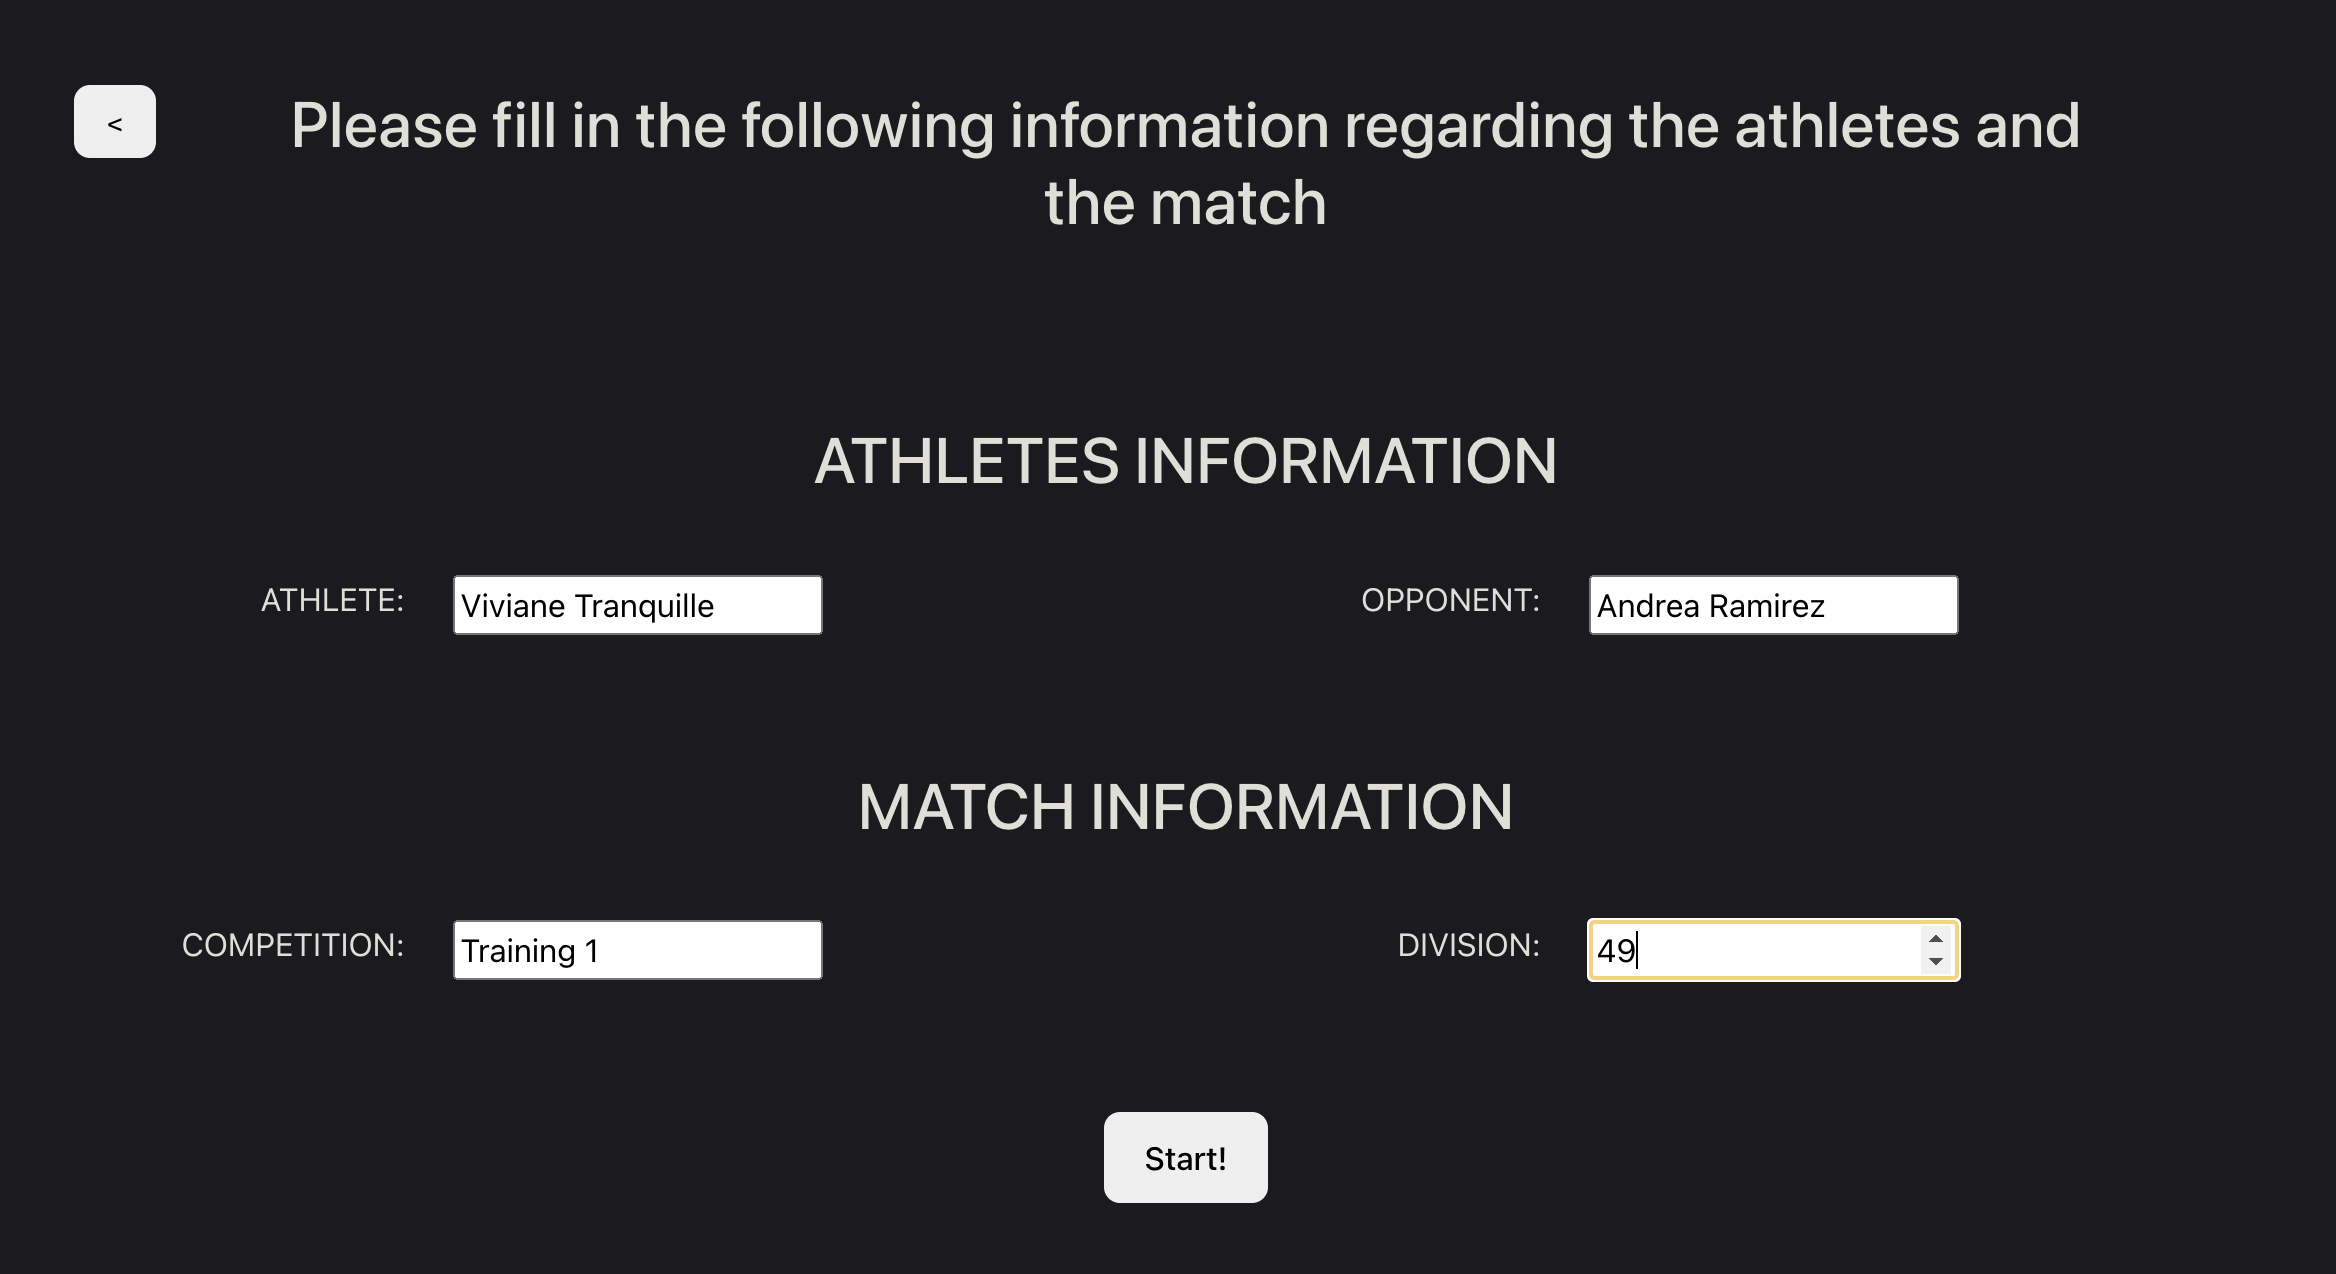 <
Please fill in the following information regarding the athletes and
the match
ATHLETES INFORMATION
ATHLETE: Viviane Tranquille OPPONENT: Andrea Ramirez
MATCH INFORMATION
COMPETITION: Training 1 DIVISION: 49
Start!